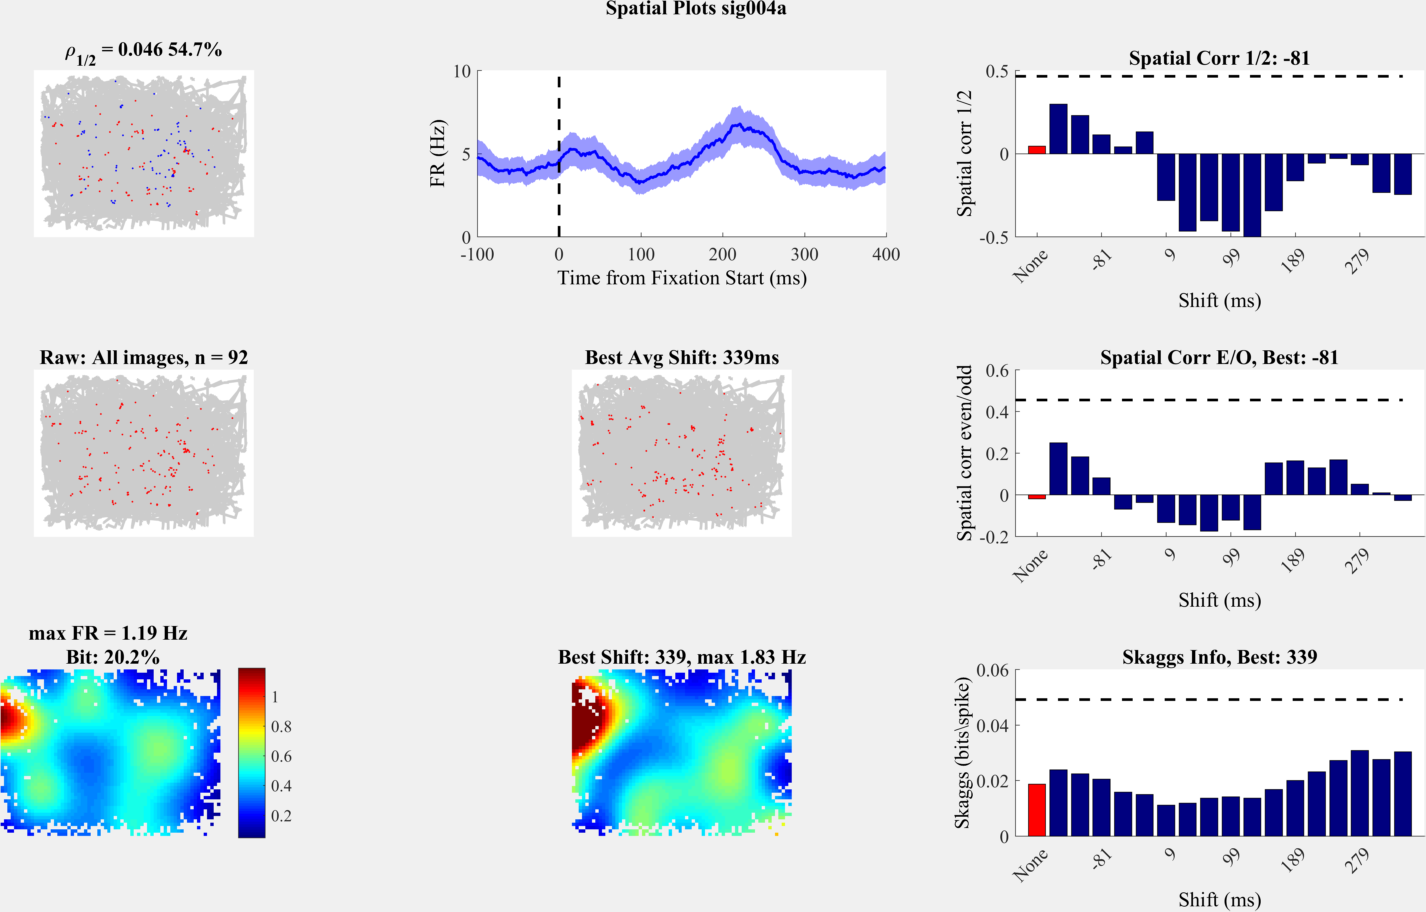 Spatial Plots sig004a
ρ1/2 = 0.046 54.7%
10
5
0
FR (Hz)
-100 0 100 200 300 400
Time from Fixation Start (ms)
Spatial Corr 1/2: -81
0.5
0
-0.5
Spatial corr 1/2
None -81 9 99 189 279
Shift (ms)
Raw: All images, n = 92
Best Avg Shift: 339ms
Spatial Corr E/O, Best: -81
0.6
0.4
0.2
0
-0.2
Spatial corr even/odd
None -81 9 99 189 279
Shift (ms)
max FR = 1.19 Hz
Bit: 20.2%
1
0.8
0.6
0.4
0.2
Best Shift: 339, max 1.83 Hz
Skaggs Info, Best: 339
0.06
0.04
0.02
0
Skaggs (bits\spike)
None -81 9 99 189 279
Shift (ms)